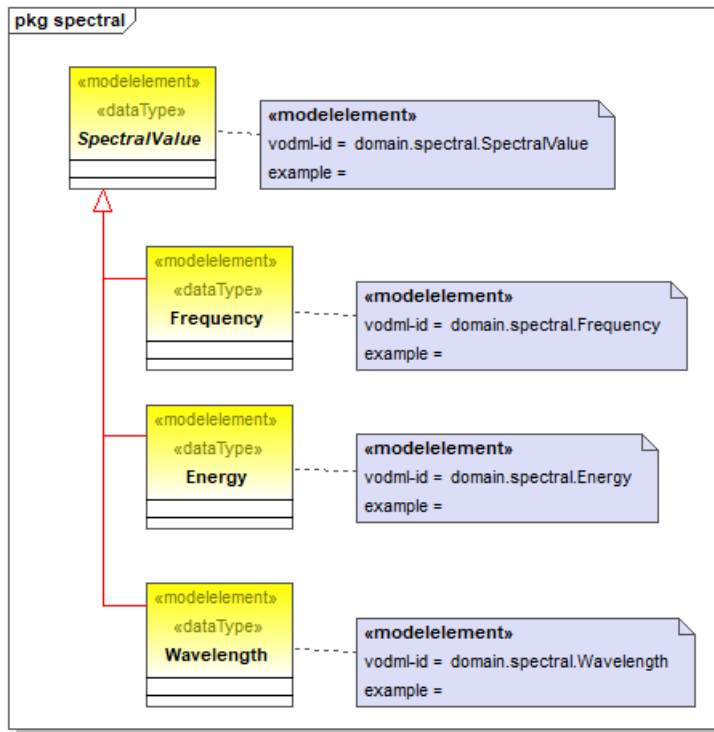 pkg spectral
«modelelement»
«dataType»
SpectralValue
«modelelement»
vodml-id = domain.spectral.SpectralValue
example =
«modelelement»
«dataType»
Frequency
«modelelement»
vodml-id = domain.spectral.Frequency
example =
«modelelement»
«dataType»
Energy
«modelelement»
vodml-id = domain.spectral.Energy
example =
«modelelement»
«dataType»
Wavelength
«modelelement»
vodml-id = domain.spectral.Wavelength
example =